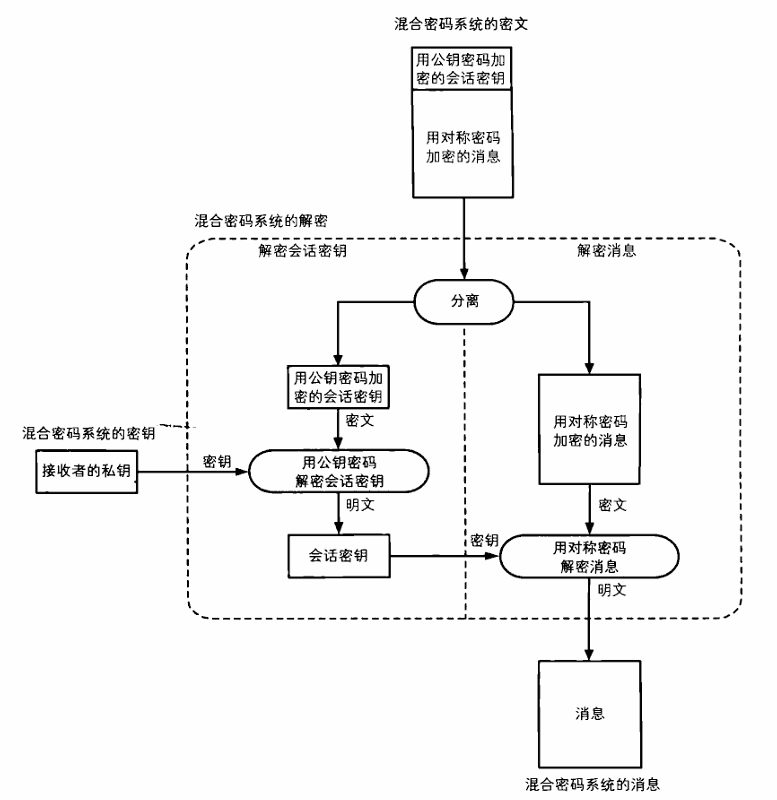 混合密码系统的密文
用公钥密码加
密的会话密钥
用对称密码
加密的消息
混合密码系统的解密
解密会话密钥
解密消息
分离
用公钥密码加
密的会话密钥
用对称密码
加密的消息
密文
混合密码系统的密钥
接收者的私钥
密钥
用公钥密码
解密会话密钥
明文
密文
会话密钥
密钥
用对称密码
解密消息
明文
消息
混合密码系统的消息